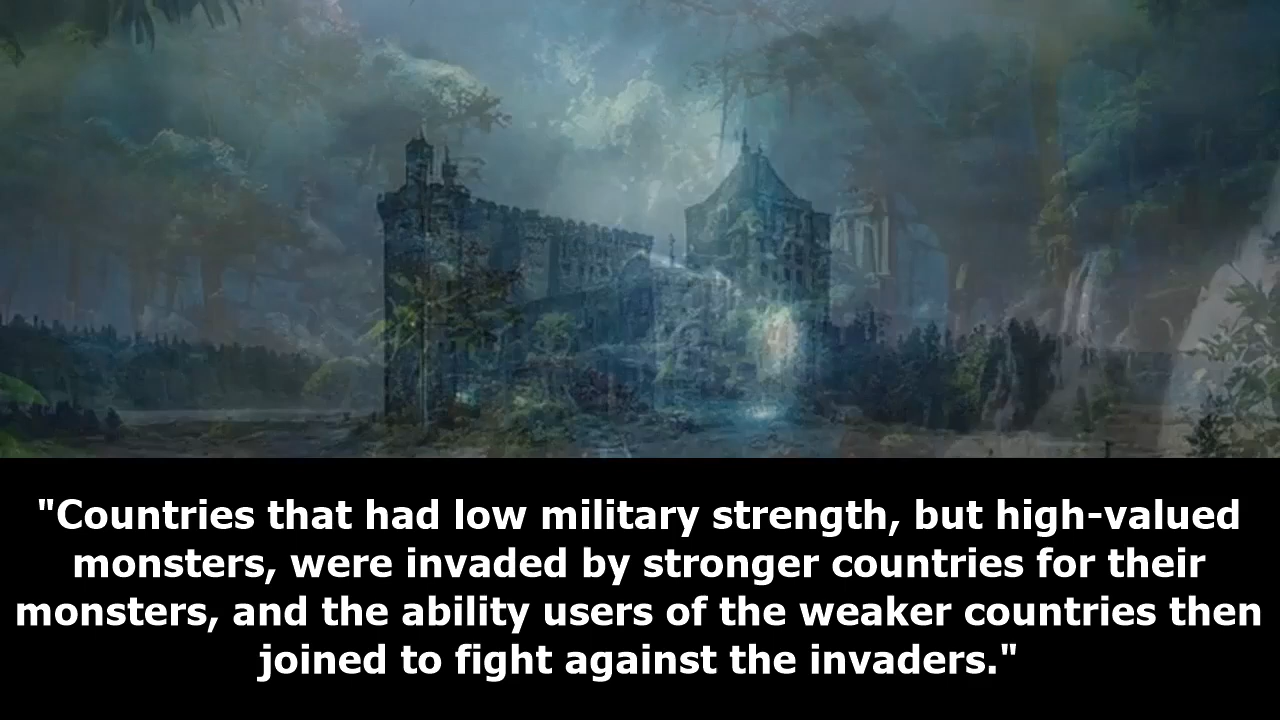 "Countries that had low military strength, but high-valued
monsters, were invaded by stronger countries for their
monsters, and the ability users of the weaker countries then
joined to fight against the invaders."